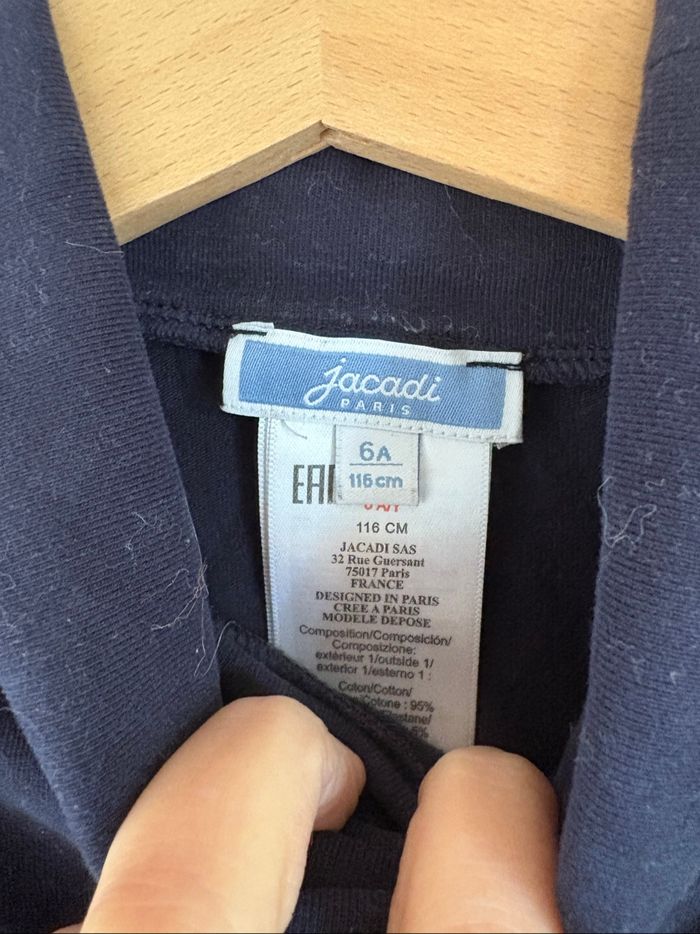 jacadi
PARIS
6A
116 cm
116 CM
JACADI SAS
32 Rue Guersant
75017 Paris
FRANCE
DESIGNED IN PARIS
CREE A PARIS
MODELE DEPOSE
Composition/Composición/
Composizione:
extérieur 1/outside 1/
exterior 1/esterno 1 :
Coton/Cotton/
: 95%